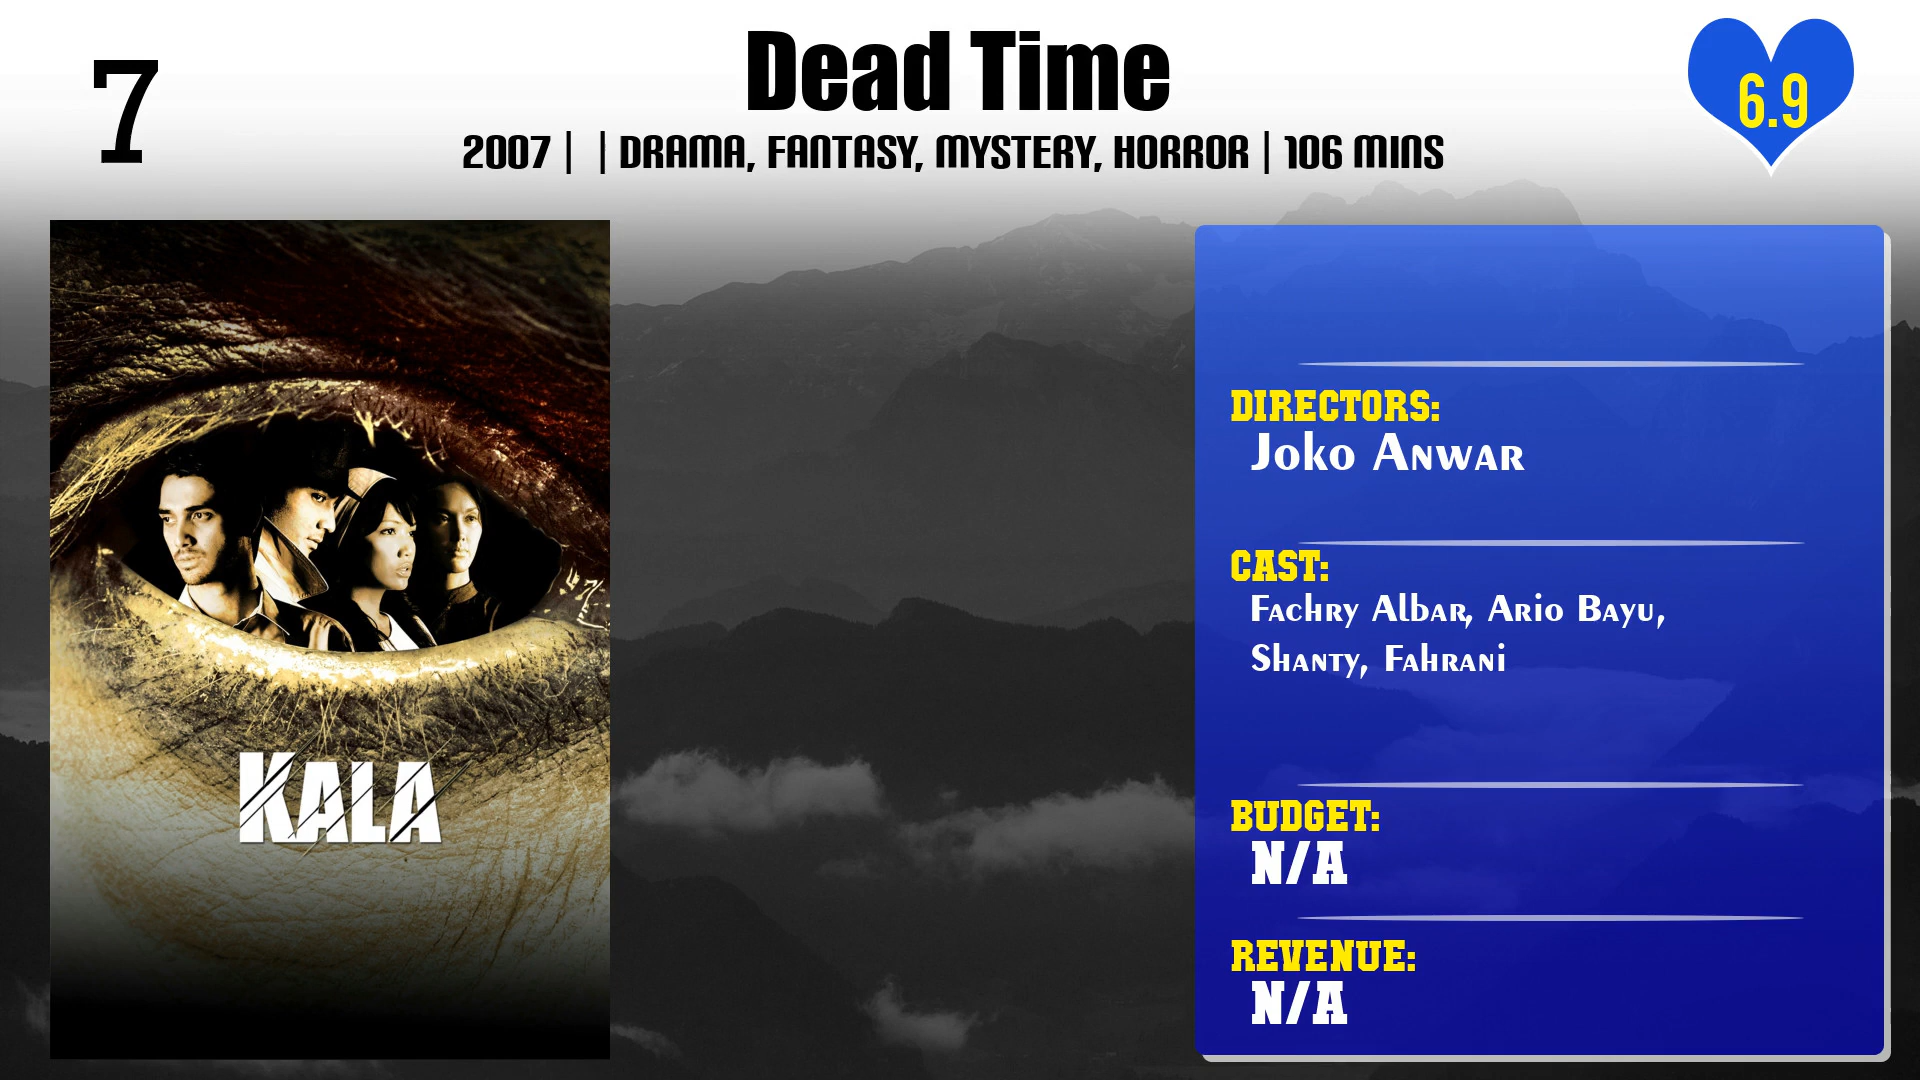 7
Dead Time
6.9
2007 | | DRAMA, FANTASY, MYSTERY, HORROR | 106 MINS
KALA
DIRECTORS:
Joko Anwar
CAST:
Fachry Albar, Ario Bayu,
Shanty, Fahrani
BUDGET:
N/A
REVENUE:
N/A